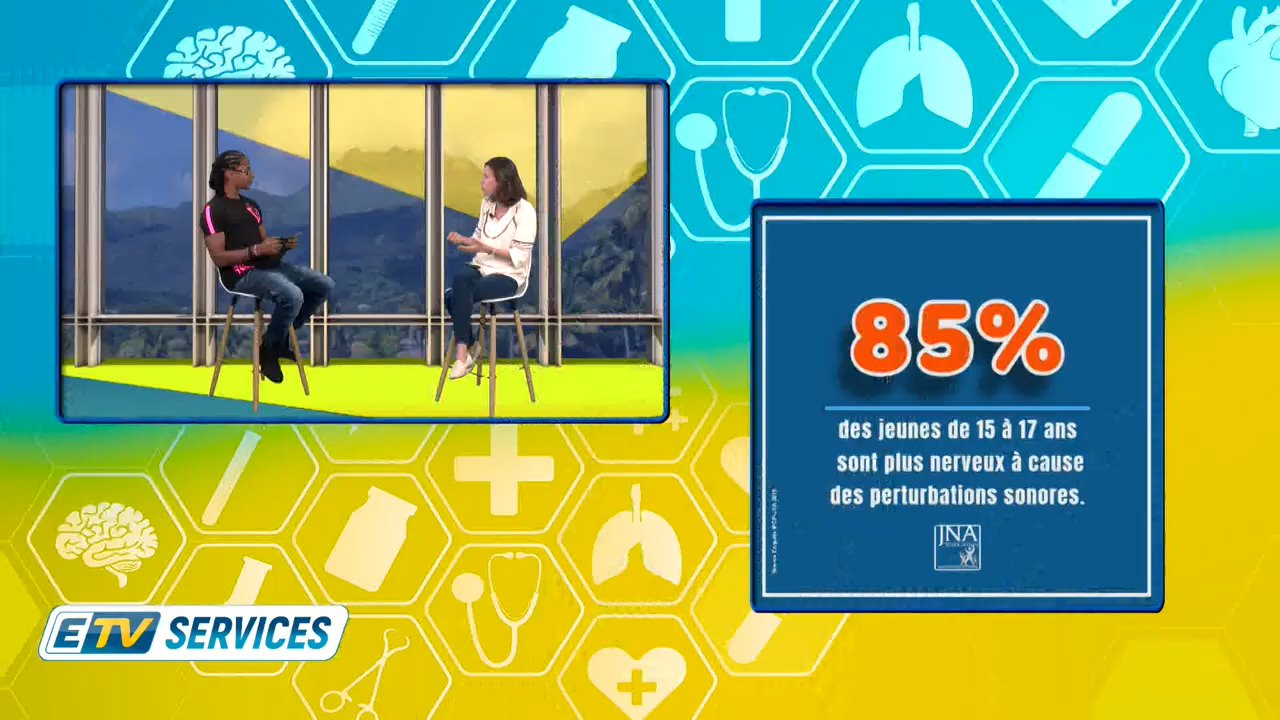 85%
des jeunes de 15 à 17 ans
sont plus nerveux à cause
des perturbations sonores.
JNA
ETV SERVICES